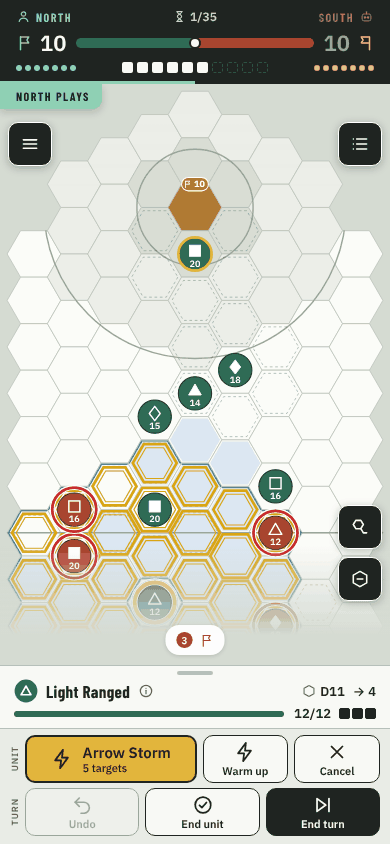 NORTH
1/35
SOUTH
10
10
NORTH PLAYS
10
20
18
14
15
16
16
20
12
20
12
3
Light Ranged
D11
4
12/12
UNIT
Arrow Storm
5 targets
Warm up
Cancel
TURN
Undo
End unit
End turn